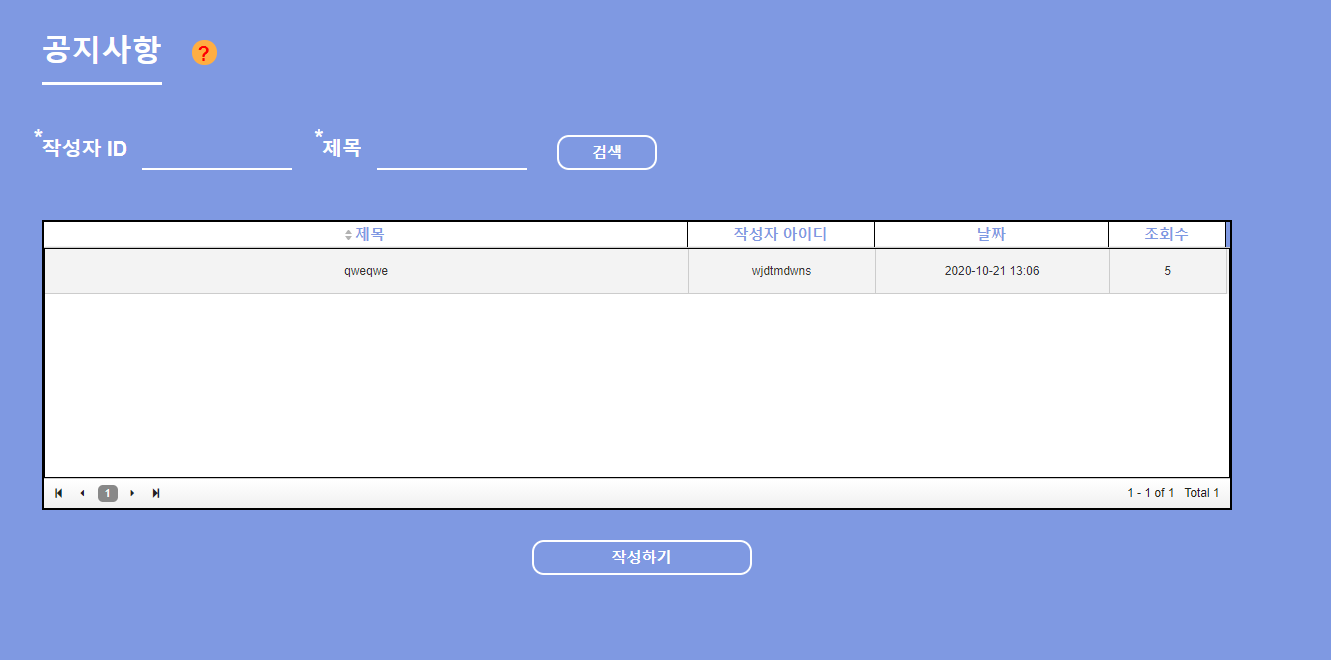 공지사항 ?
*작성자 ID *제목 검색
제목 작성자 아이디 날짜 조회수
qweqwe wjdtmdwns 2020-10-21 13:06 5
1 1 - 1 of 1 Total 1
작성하기